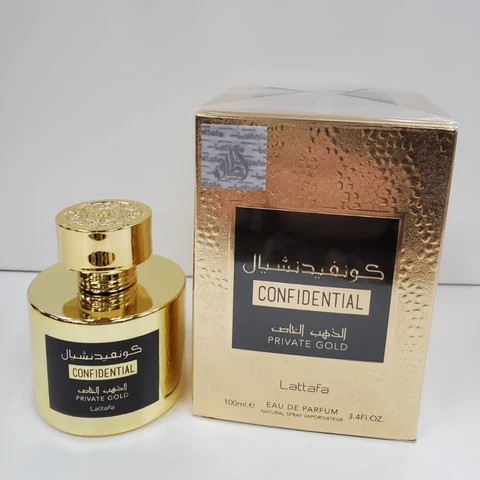 كونفيدنشيال
CONFIDENTIAL
الذهب الخاص
PRIVATE GOLD
Lattafa
كونفيدنشيال
CONFIDENTIAL
الذهب الخاص
PRIVATE GOLD
Lattafa
100ml.e EAU DE PARFUM 3.4Fl.OZ.
NATURAL SPRAY VAPORISATEUR